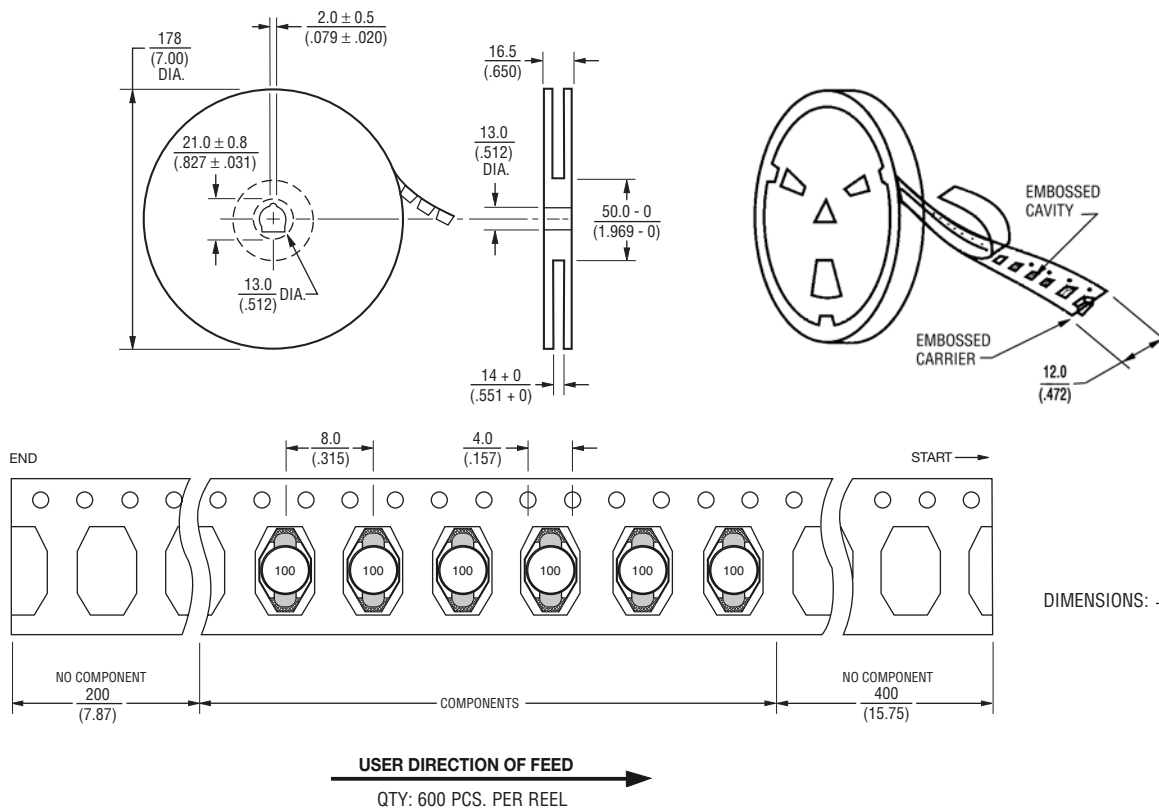 2.0 ± 0.5
(.079 ± .020)
178
(7.00)
DIA.
16.5
(.650)
21.0 ± 0.8
(.827 ± .031)
13.0
(.512)
DIA.
50.0 - 0
(1.969 - 0)
13.0
(.512) DIA.
14 + 0
(.551 + 0)
EMBOSSED
CAVITY
EMBOSSED
CARRIER
12.0
(.472)
8.0
(.315)
4.0
(.157)
END
START
100 100 100 100 100 100
DIMENSIONS:
NO COMPONENT
200
(7.87)
COMPONENTS
NO COMPONENT
400
(15.75)
USER DIRECTION OF FEED
QTY: 600 PCS. PER REEL